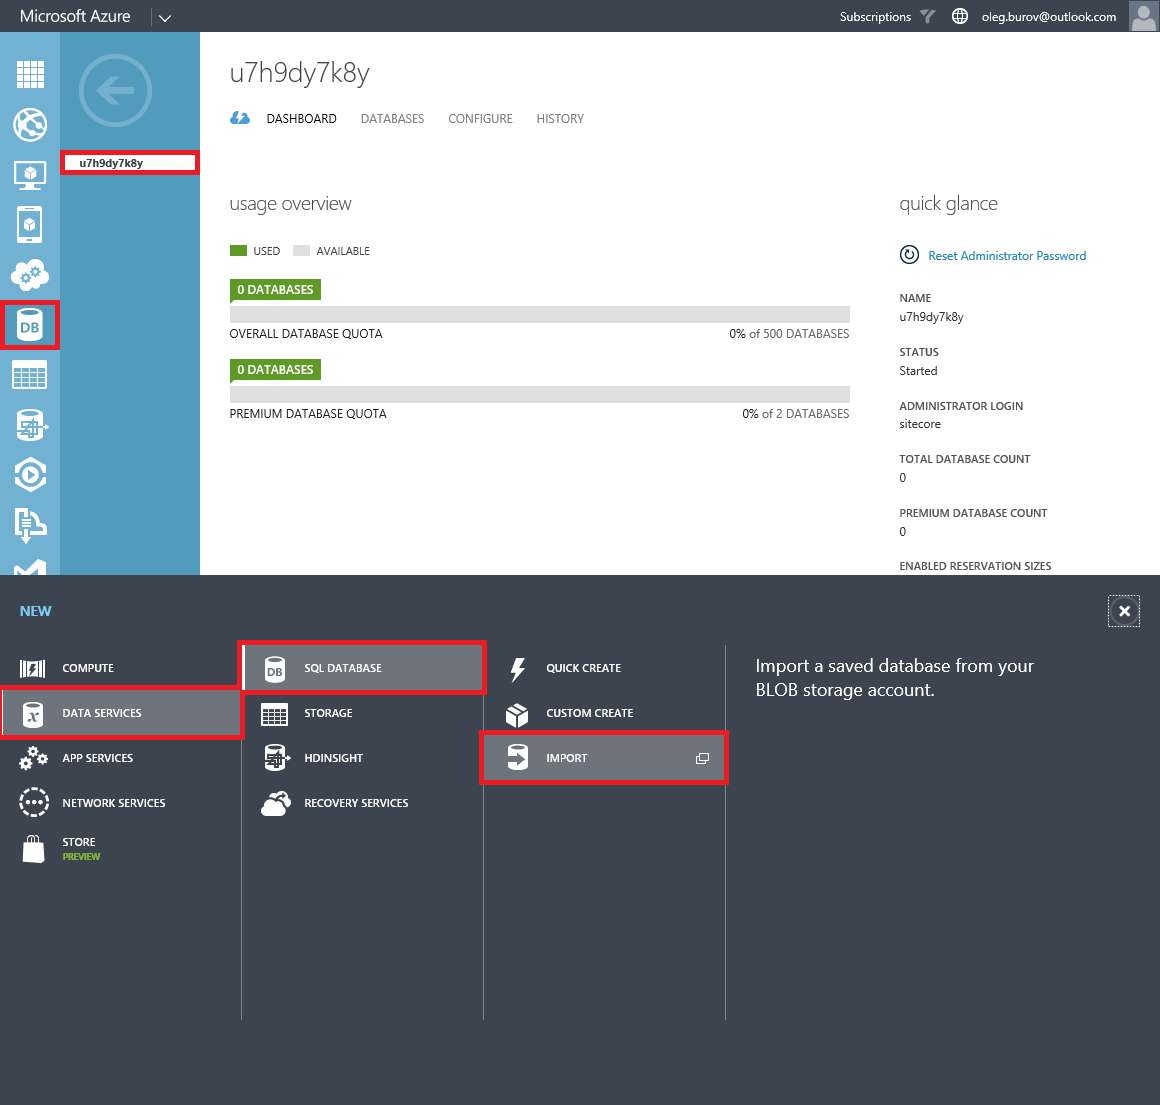 Microsoft Azure
Subscriptions
oleg.burov@outlook.com
u7h9dy7k8y
u7h9dy7k8y
DASHBOARD
DATABASES
CONFIGURE
HISTORY
usage overview
USED
AVAILABLE
0 DATABASES
OVERALL DATABASE QUOTA
0% of 500 DATABASES
0 DATABASES
PREMIUM DATABASE QUOTA
0% of 2 DATABASES
quick glance
Reset Administrator Password
NAME
u7h9dy7k8y
STATUS
Started
ADMINISTRATOR LOGIN
sitecore
TOTAL DATABASE COUNT
0
PREMIUM DATABASE COUNT
0
ENABLED RESERVATION SIZES
DB
NEW
COMPUTE
DATA SERVICES
x
APP SERVICES
NETWORK SERVICES
STORE
PREVIEW
DB
SQL DATABASE
STORAGE
HDINSIGHT
RECOVERY SERVICES
QUICK CREATE
CUSTOM CREATE
IMPORT
Import a saved database from your
BLOB storage account.